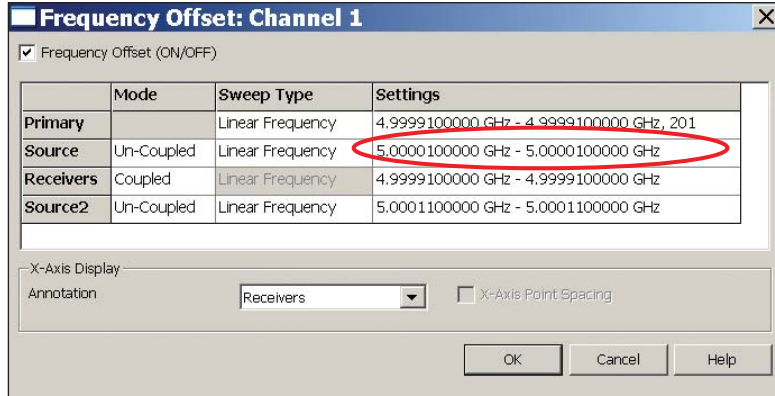 Frequency Offset: Channel 1
Frequency Offset (ON/OFF)
Mode Sweep Type Settings
Primary Linear Frequency 4.9999100000 GHz - 4.9999100000 GHz, 201
Source Un-Coupled Linear Frequency 5.0000100000 GHz - 5.0000100000 GHz
Receivers Coupled Linear Frequency 4.9999100000 GHz - 4.9999100000 GHz
Source2 Un-Coupled Linear Frequency 5.0001100000 GHz - 5.0001100000 GHz
X-Axis Display
Annotation Receivers X-Axis Point Spacing
OK Cancel Help